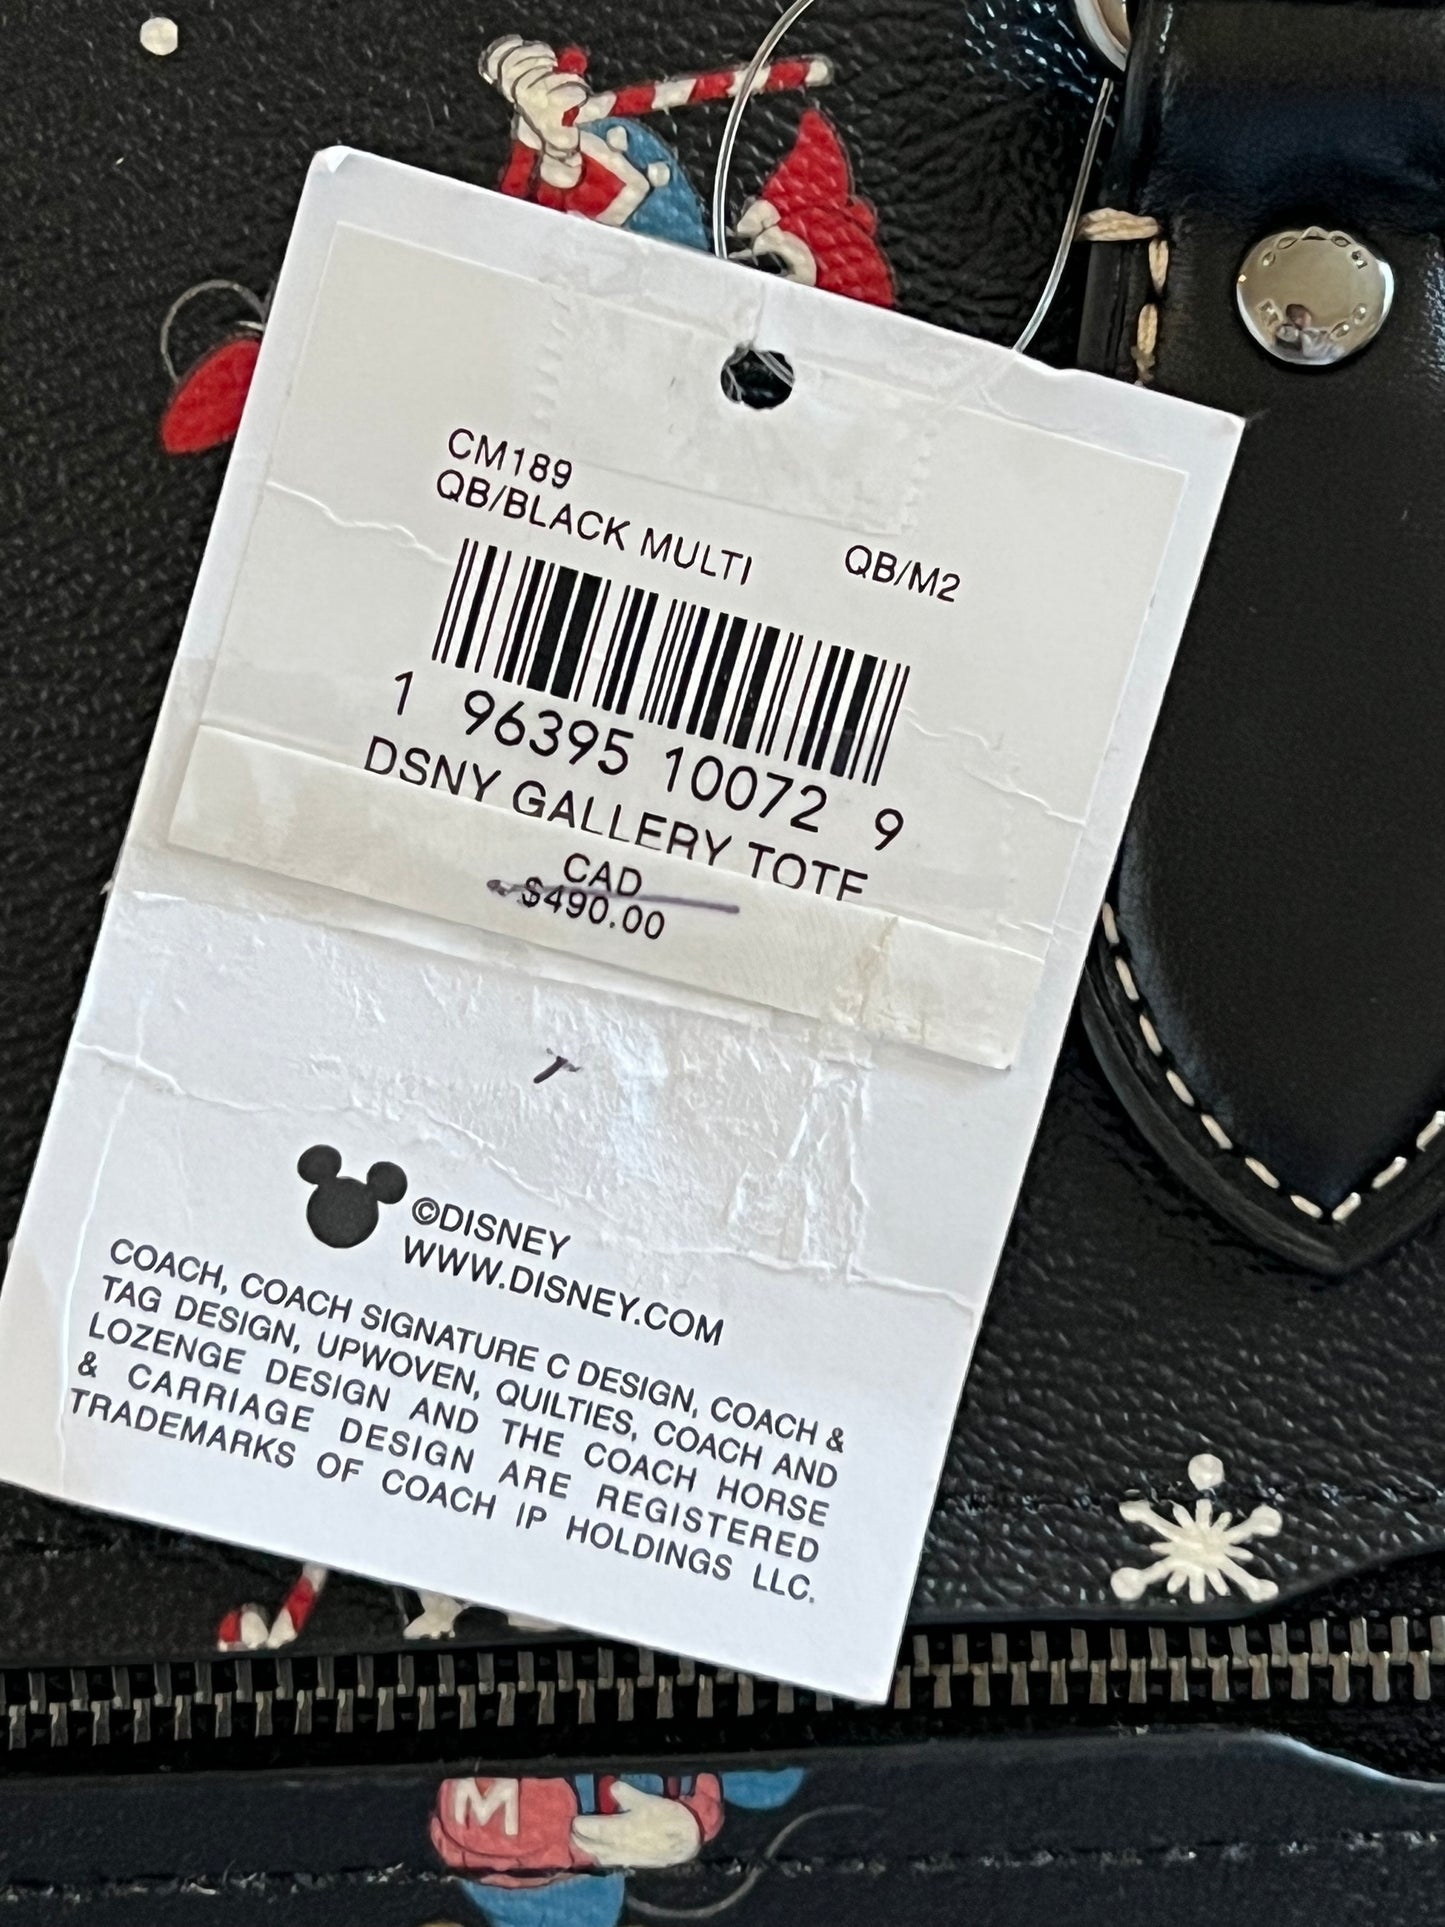 CM189
QB/BLACK MULTI QB/M2
1 96395 10072 9
DSNY GALLERY TOTE
CAD
$490.00
©DISNEY
WWW.DISNEY.COM
COACH, COACH SIGNATURE C DESIGN, COACH &
TAG DESIGN, UPWOVEN, QUILTIES, COACH AND
LOZENGE DESIGN AND THE COACH HORSE
& CARRIAGE DESIGN ARE REGISTERED
TRADEMARKS OF COACH IP HOLDINGS LLC.
M